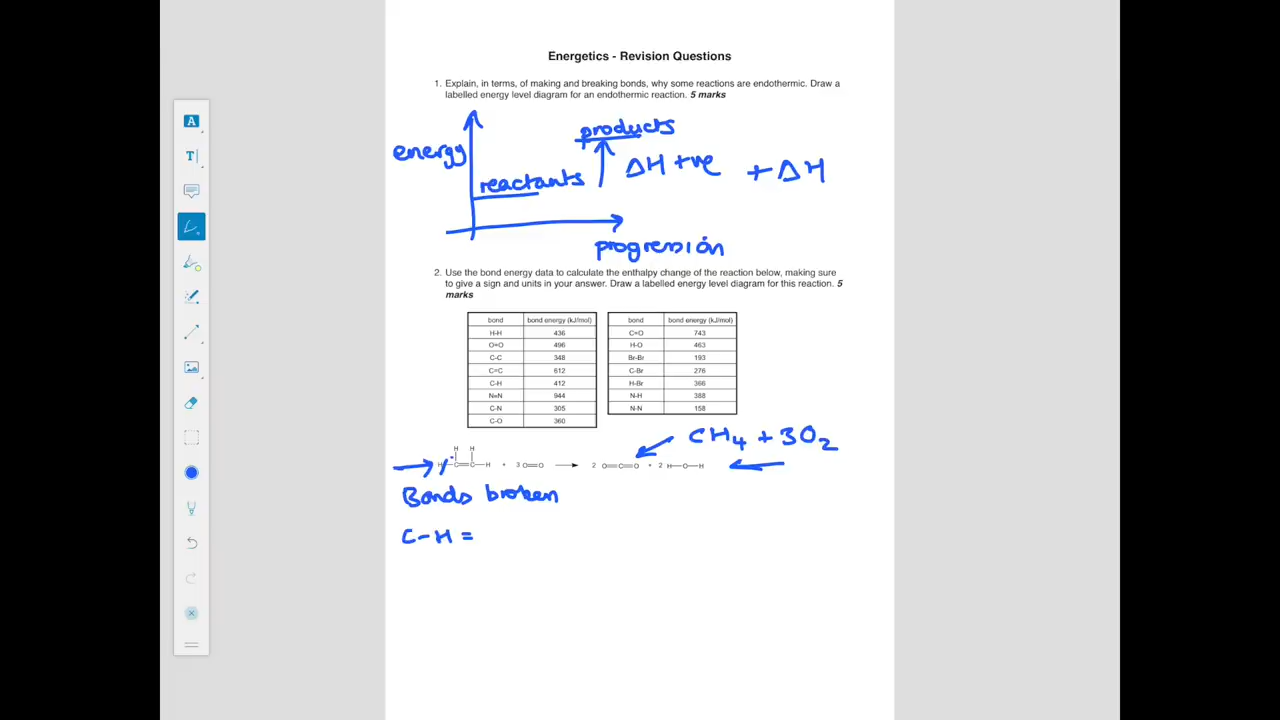 Energetics - Revision Questions
1. Explain, in terms, of making and breaking bonds, why some reactions are endothermic. Draw a
labelled energy level diagram for an endothermic reaction. 5 marks
energy
products
reactants
ΔH +ve
+ΔH
progression
2. Use the bond energy data to calculate the enthalpy change of the reaction below, making sure
to give a sign and units in your answer. Draw a labelled energy level diagram for this reaction. 5
marks
bond bond energy (kJ/mol) bond bond energy (kJ/mol)
H-H 436 C=O 743
O=O 496 H-O 463
C-C 348 Br-Br 193
C=C 612 C-Br 276
C-H 412 H-Br 366
N≡N 944 N-H 388
C-N 305 N-N 158
C-O 360
CH4 + 3O2
H H
H C=C—H + 3 O=O → 2 O=C=O + 2 H—O—H
Bonds broken
C-H =
A
T